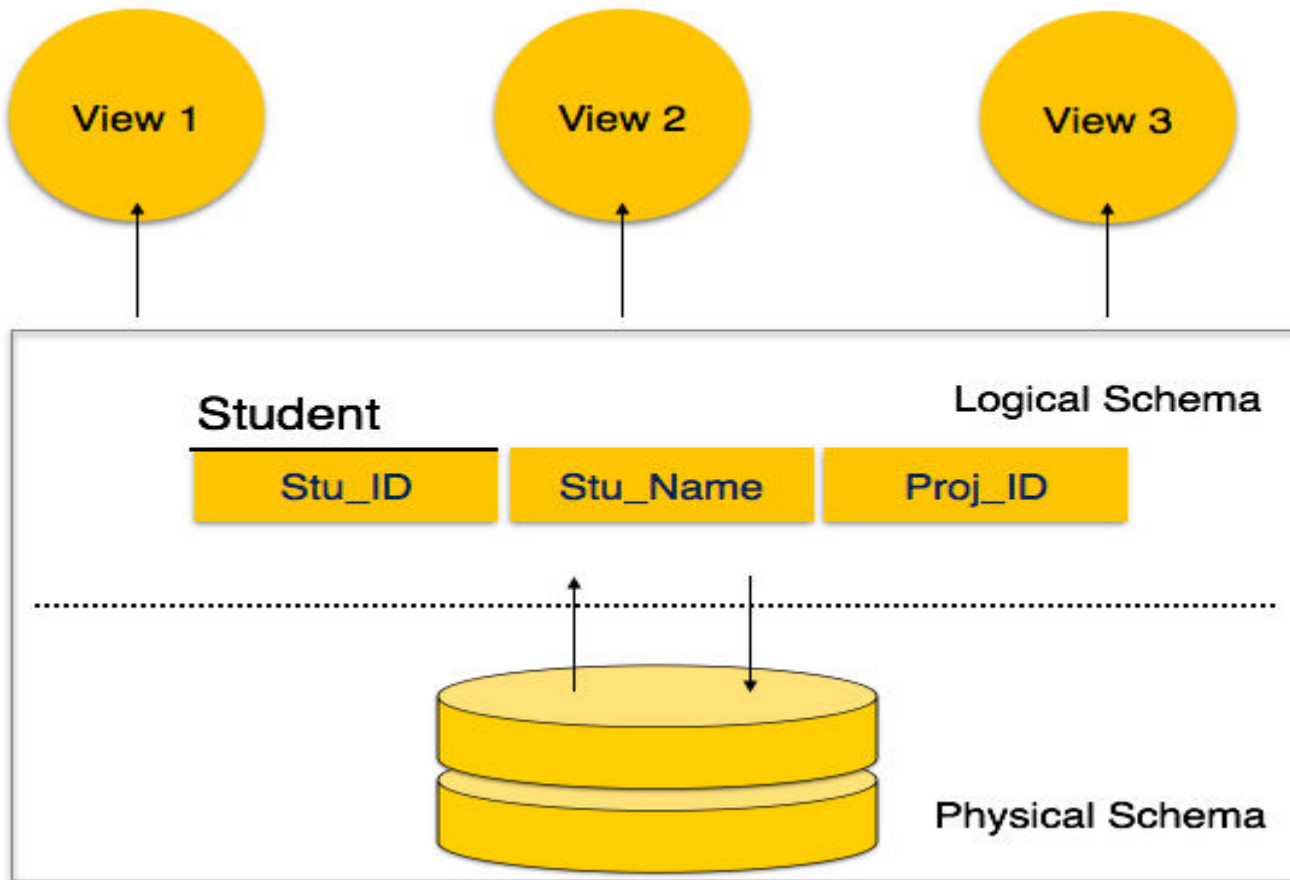 View 1
View 2
View 3
Logical Schema
Student
Stu_ID
Stu_Name
Proj_ID
Physical Schema